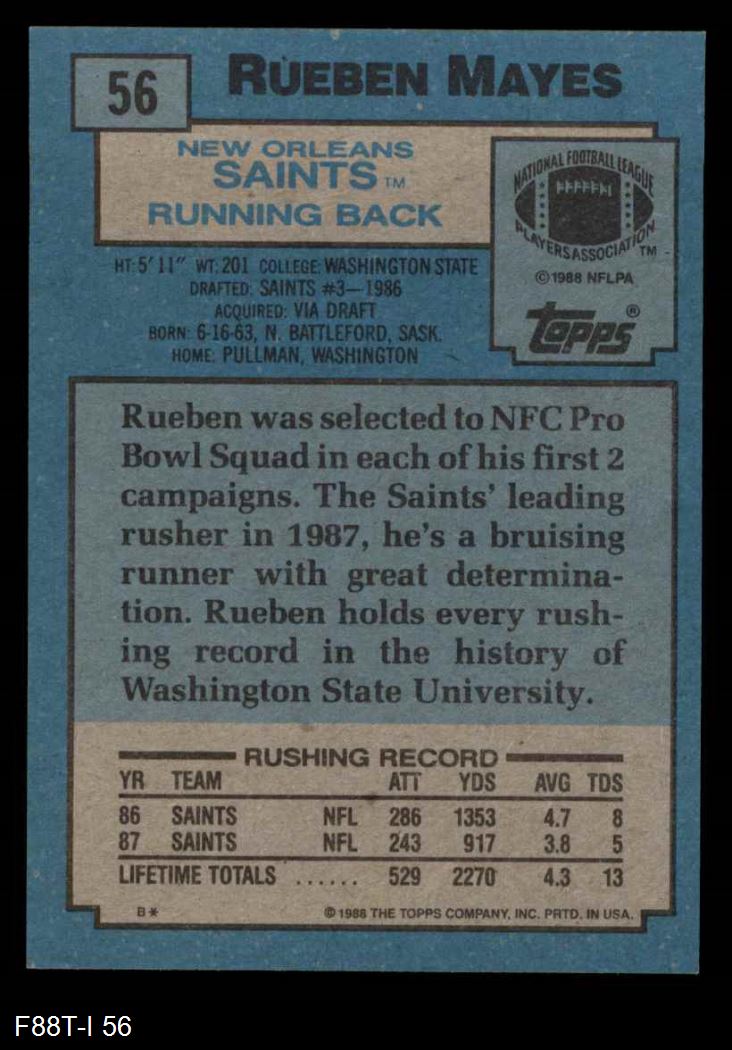 56
RUEBEN MAYES
NEW ORLEANS
SAINTS TM
RUNNING BACK
NATIONAL FOOTBALL LEAGUE
PLAYERS ASSOCIATION TM
© 1988 NFLPA
topps ®
HT: 5' 11" WT: 201 COLLEGE: WASHINGTON STATE
DRAFTED: SAINTS #3—1986
ACQUIRED: VIA DRAFT
BORN: 6-16-63, N. BATTLEFORD, SASK.
HOME: PULLMAN, WASHINGTON
Rueben was selected to NFC Pro
Bowl Squad in each of his first 2
campaigns. The Saints' leading
rusher in 1987, he's a bruising
runner with great determina-
tion. Rueben holds every rush-
ing record in the history of
Washington State University.
RUSHING RECORD
YR TEAM ATT YDS AVG TDS
86 SAINTS NFL 286 1353 4.7 8
87 SAINTS NFL 243 917 3.8 5
LIFETIME TOTALS ...... 529 2270 4.3 13
B* © 1988 THE TOPPS COMPANY, INC. PRTD. IN USA.
F88T-I 56